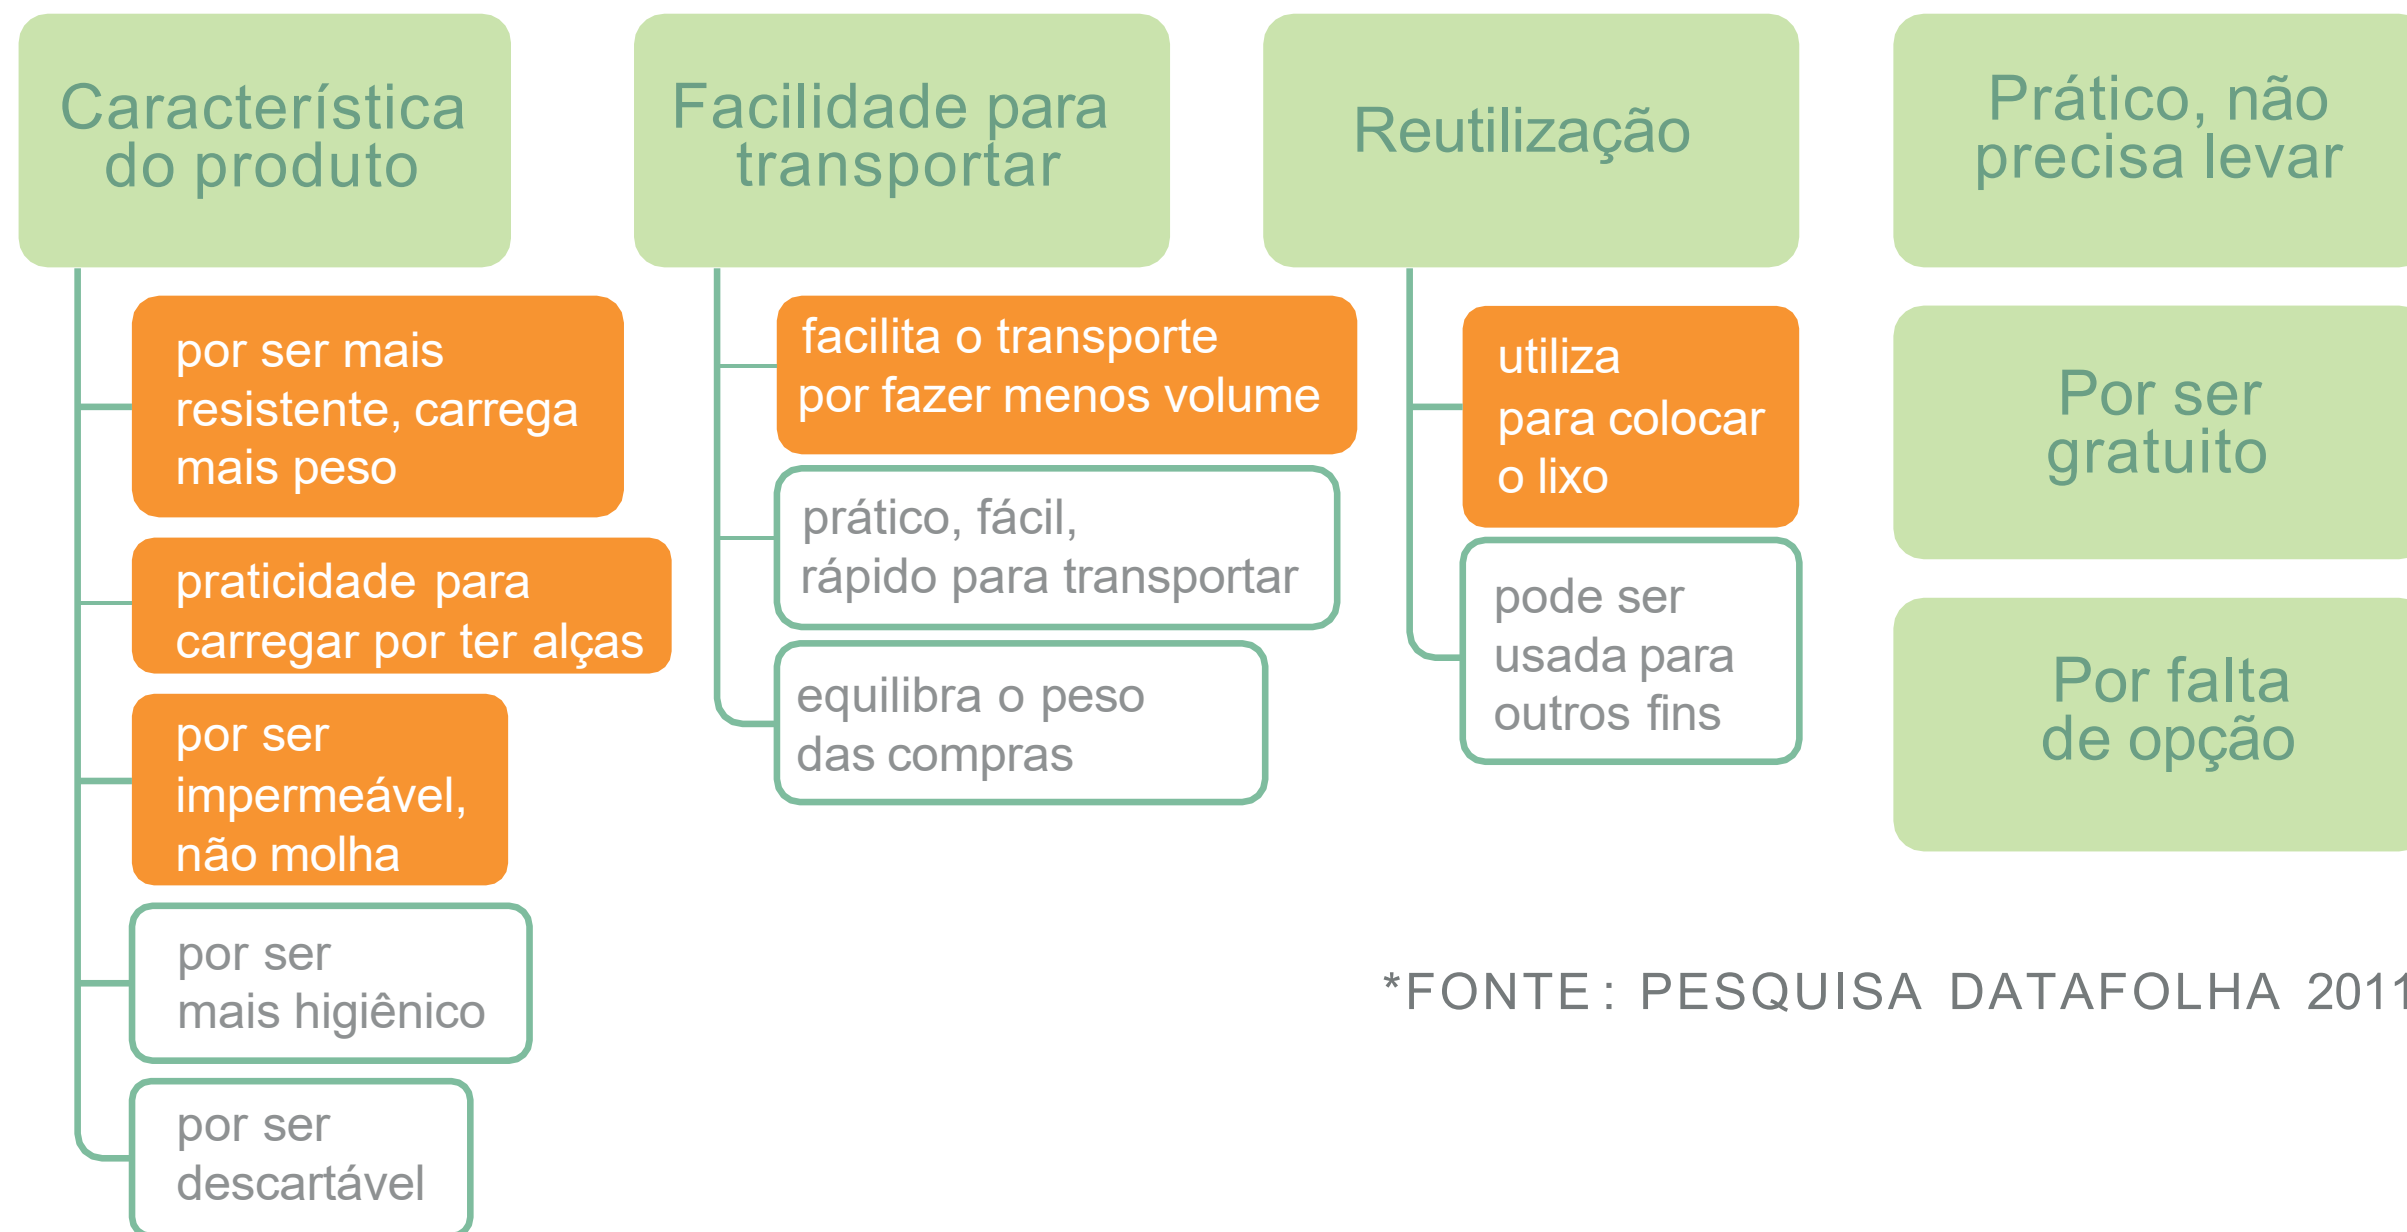 Característica
do produto
por ser mais
resistente, carrega
mais peso
praticidade para
carregar por ter alças
por ser
impermeável,
não molha
por ser
mais higiênico
por ser
descartável
Facilidade para
transportar
facilita o transporte
por fazer menos volume
prático, fácil,
rápido para transportar
equilibra o peso
das compras
Reutilização
utiliza
para colocar
o lixo
pode ser
usada para
outros fins
Prático, não
precisa levar
Por ser
gratuito
Por falta
de opção
*FONTE: PESQUISA DATAFOLHA 2011